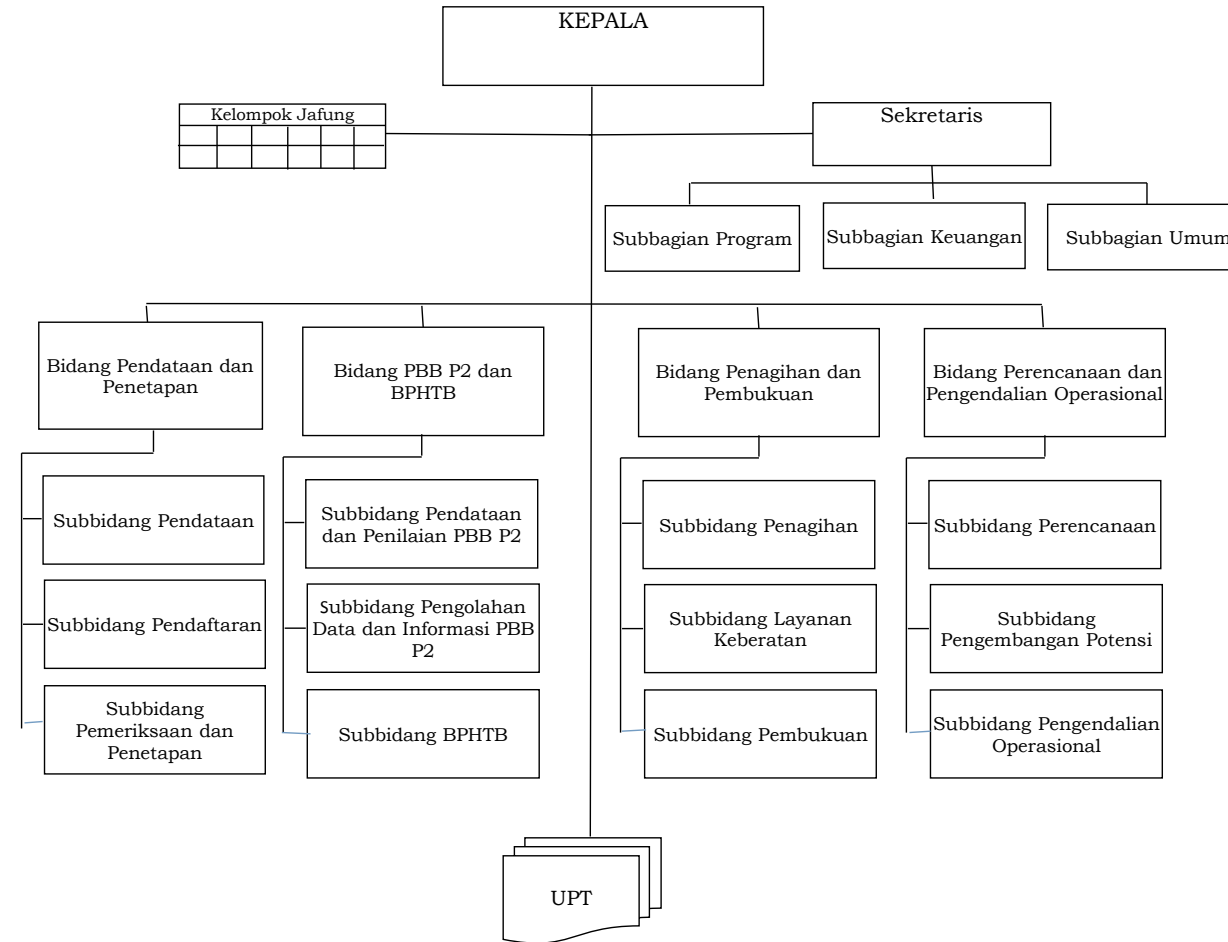 KEPALA
Kelompok Jafung
Sekretaris
Subbagian Program
Subbagian Keuangan
Subbagian Umum
Bidang Pendataan dan
Penetapan
Bidang PBB P2 dan
BPHTB
Bidang Penagihan dan
Pembukuan
Bidang Perencanaan dan
Pengendalian Operasional
Subbidang Pendataan
Subbidang Pendataan
dan Penilaian PBB P2
Subbidang Penagihan
Subbidang Perencanaan
Subbidang Pendaftaran
Subbidang Pengolahan
Data dan Informasi PBB
P2
Subbidang Layanan
Keberatan
Subbidang
Pengembangan Potensi
Subbidang
Pemeriksaan dan
Penetapan
Subbidang BPHTB
Subbidang Pembukuan
Subbidang Pengendalian
Operasional
UPT